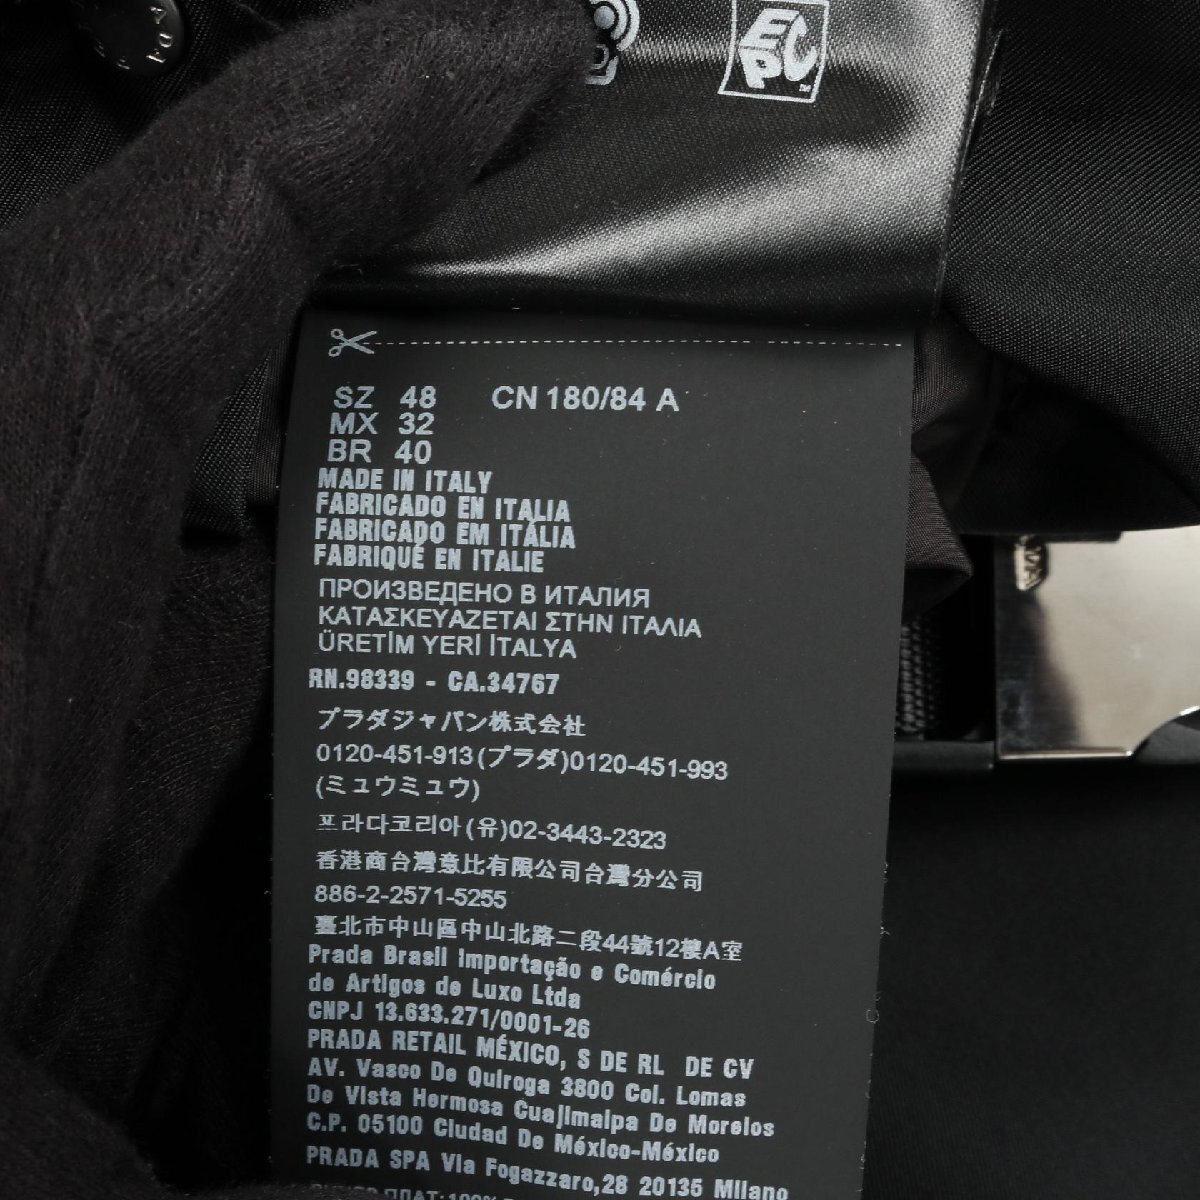 EPC™
SZ 48 CN 180/84 A
MX 32
BR 40
MADE IN ITALY
FABRICADO EN ITALIA
FABRICADO EM ITÁLIA
FABRIQUÉ EN ITALIE
ПРОИЗВЕДЕНО В ИТАЛИЯ
ΚΑΤΑΣΚΕΥΑΖΕΤΑΙ ΣΤΗΝ ΙΤΑΛΙΑ
ÜRETİM YERİ İTALYA
RN.98339 - CA.34767
プラダジャパン株式会社
0120-451-913(プラダ)0120-451-993
(ミュウミュウ)
프라다코리아(유)02-3443-2323
香港商台灣意比有限公司台灣分公司
886-2-2571-5255
臺北市中山區中山北路二段44號12樓A室
Prada Brasil Importação e Comércio
de Artigos de Luxo Ltda
CNPJ 13.633.271/0001-26
PRADA RETAIL MÉXICO, S DE RL DE CV
AV. Vasco De Quiroga 3800 Col. Lomas
De Vista Hermosa Cuajimalpa De Morelos
C.P. 05100 Ciudad De México-México
PRADA SPA Via Fogazzaro,28 20135 Milano